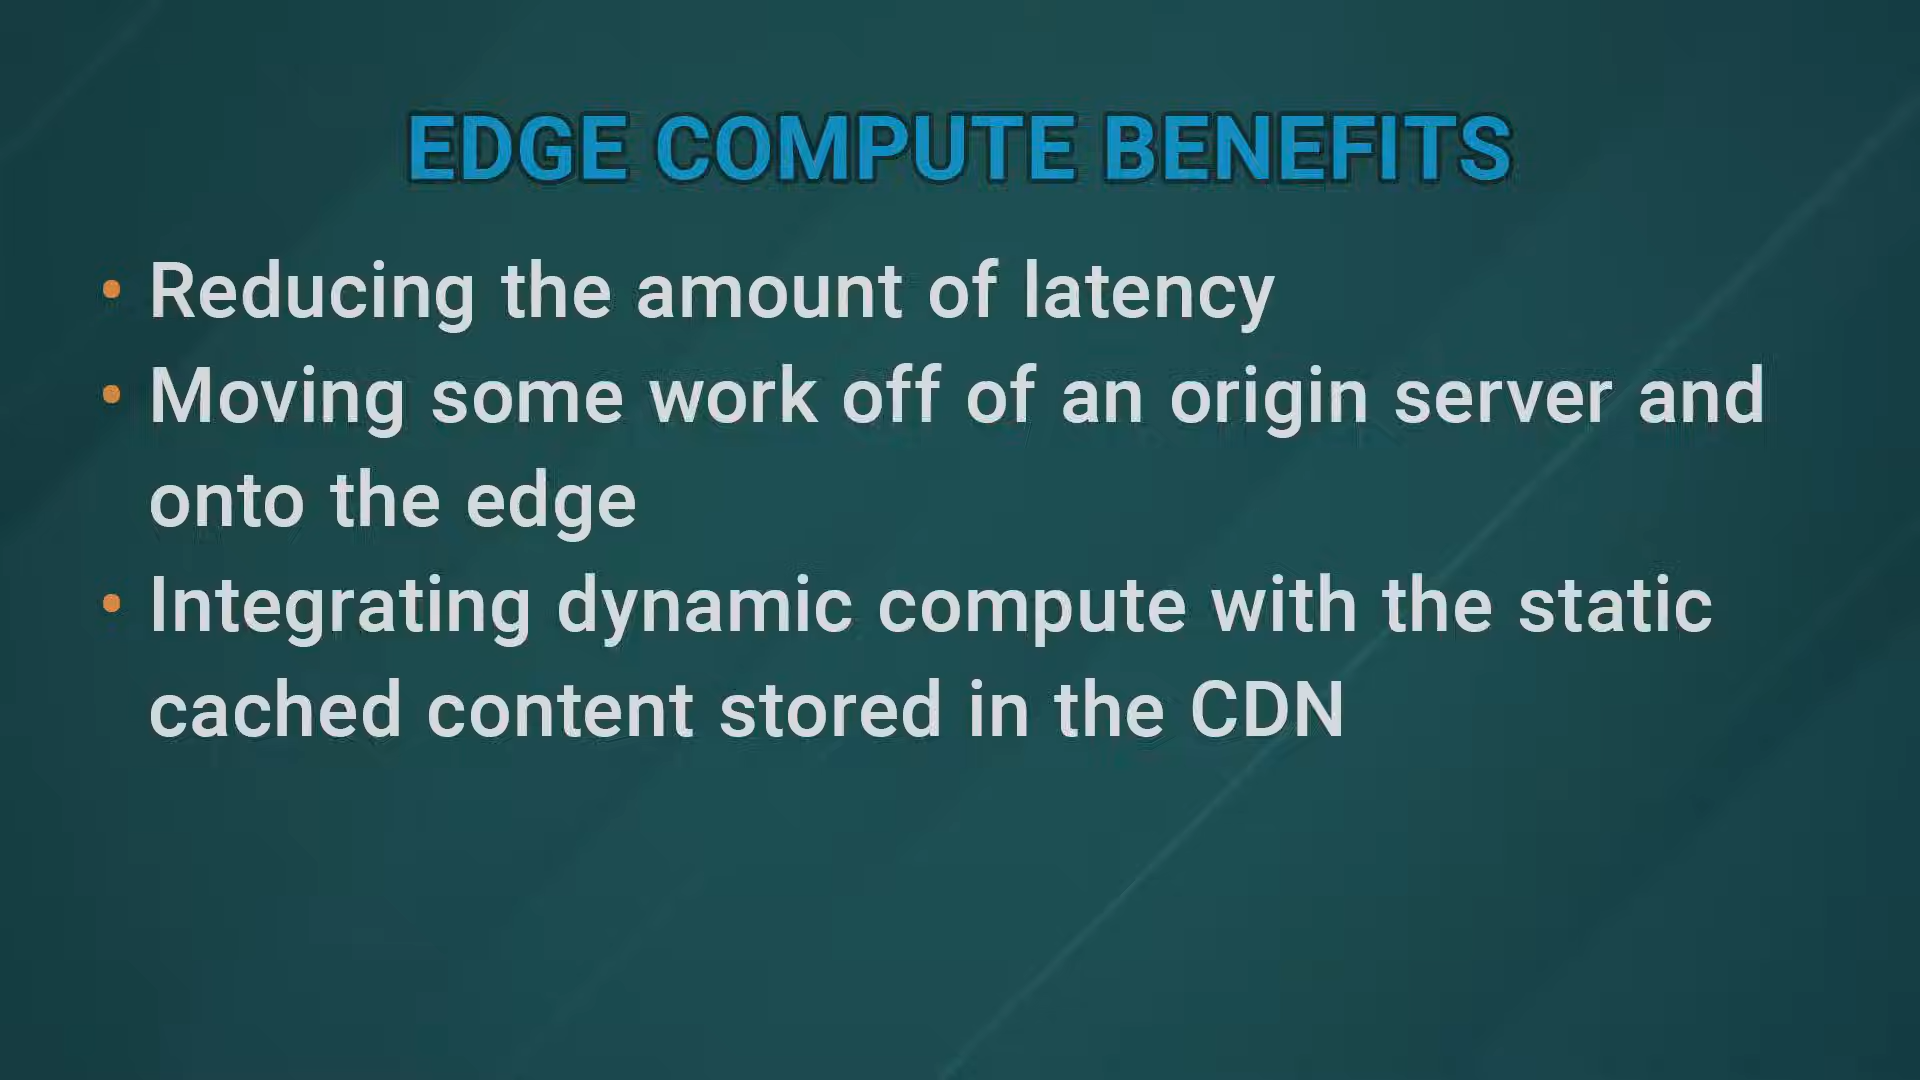 EDGE COMPUTE BENEFITS
• Reducing the amount of latency
• Moving some work off of an origin server and
onto the edge
• Integrating dynamic compute with the static
cached content stored in the CDN